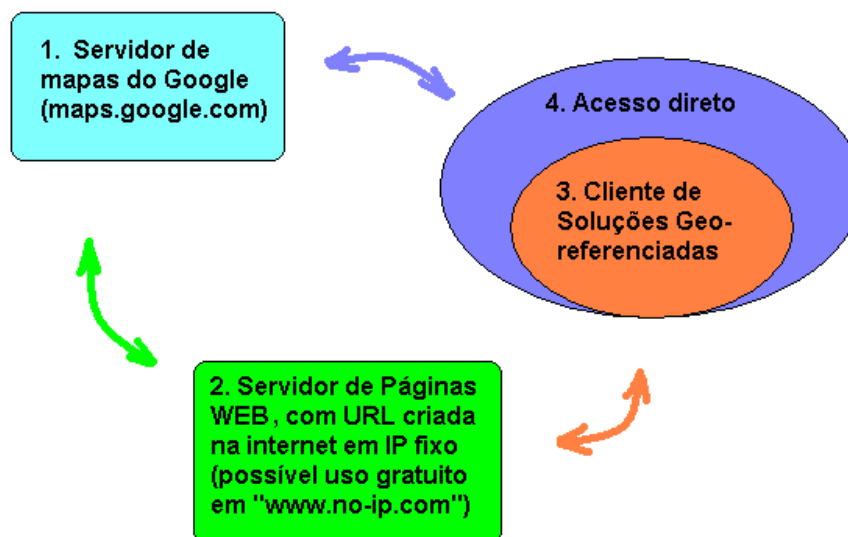 1. Servidor de
mapas do Google
(maps.google.com)
4. Acesso direto
3. Cliente de
Soluções Geo-
referenciadas
2. Servidor de Páginas
WEB, com URL criada
na internet em IP fixo
(possível uso gratuito
em "www.no-ip.com")